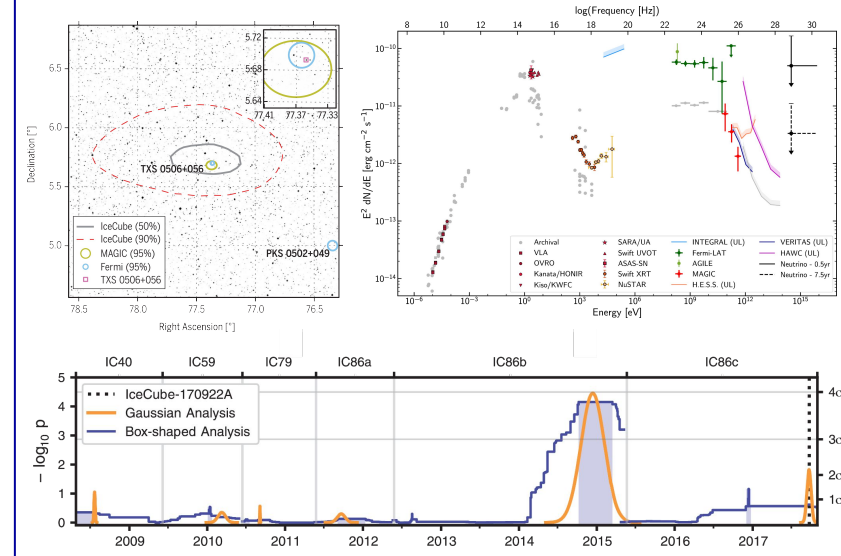 5.72
5.68
5.64
77.41 77.37 77.33
6.5
6.0
5.5
5.0
Declination [°]
TXS 0506+056
PKS 0502+049
IceCube (50%)
IceCube (90%)
MAGIC (95%)
Fermi (95%)
TXS 0506+056
78.5 78.0 77.5 77.0 76.5
Right Ascension [°]
log(Frequency [Hz])
8 10 12 14 16 18 20 22 24 26 28 30
10⁻¹⁰
10⁻¹¹
10⁻¹²
10⁻¹³
10⁻¹⁴
E² dN/dE [erg cm⁻² s⁻¹]
Archival
VLA
OVRO
Kanata/HONIR
Kiso/KWFC
SARA/UA
Swift UVOT
ASAS-SN
Swift XRT
NuSTAR
INTEGRAL (UL)
Fermi-LAT
AGILE
MAGIC
H.E.S.S. (UL)
VERITAS (UL)
HAWC (UL)
Neutrino - 0.5yr
Neutrino - 7.5yr
10⁻⁶ 10⁻³ 10⁰ 10³ 10⁶ 10⁹ 10¹² 10¹⁵
Energy [eV]
IC40 IC59 IC79 IC86a IC86b IC86c
5
4
3
2
1
0
− log₁₀ p
IceCube-170922A
Gaussian Analysis
Box-shaped Analysis
4σ
3σ
2σ
1σ
2009 2010 2011 2012 2013 2014 2015 2016 2017